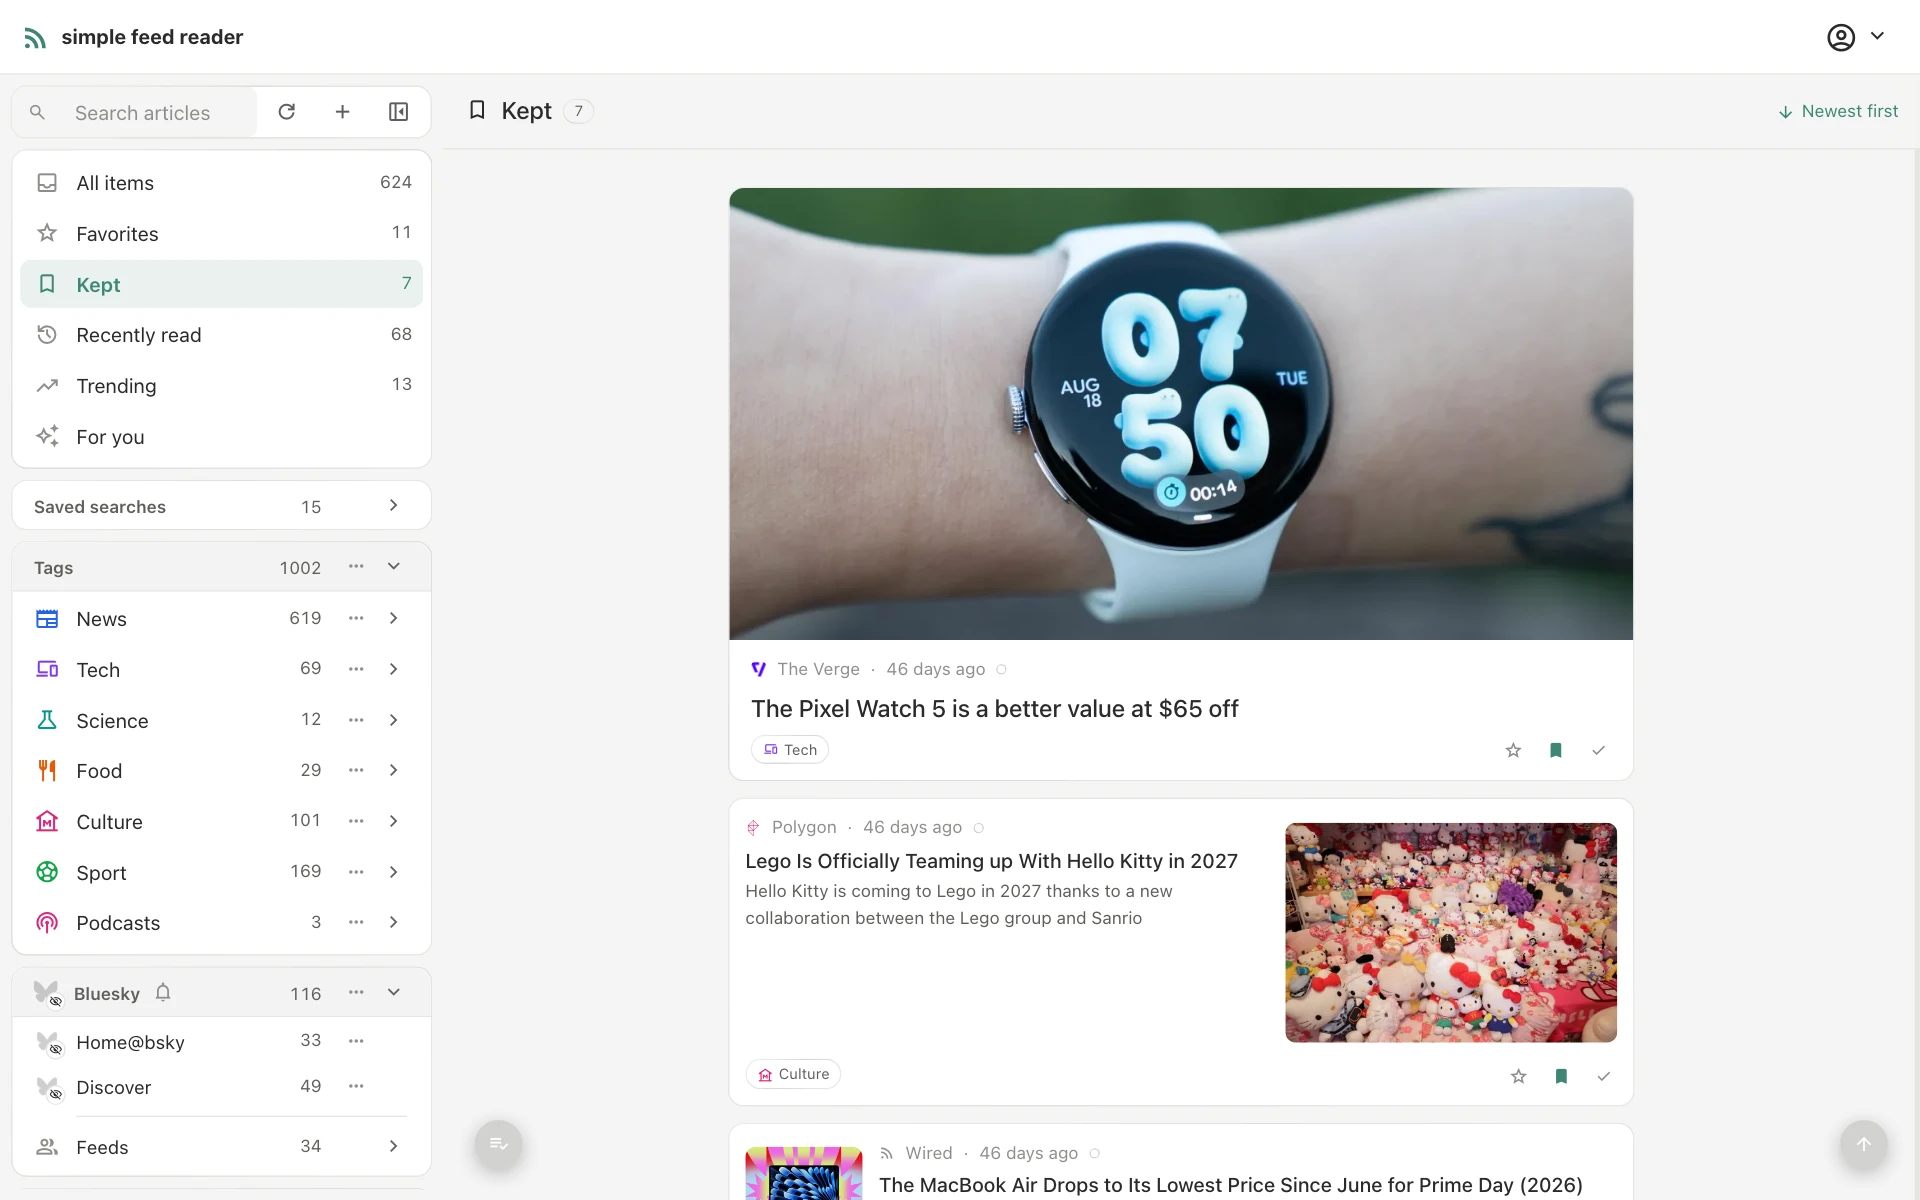 simple feed reader
Search articles
All items 624
Favorites 11
Kept 7
Recently read 68
Trending 13
For you
Saved searches 15
Tags 1002
News 619
Tech 69
Science 12
Food 29
Culture 101
Sport 169
Podcasts 3
Bluesky 116
Home@bsky 33
Discover 49
Feeds 34
Kept 7
Newest first
07
50
AUG
18
TUE
00:14
The Verge · 46 days ago
The Pixel Watch 5 is a better value at $65 off
Tech
Polygon · 46 days ago
Lego Is Officially Teaming up With Hello Kitty in 2027
Hello Kitty is coming to Lego in 2027 thanks to a new
collaboration between the Lego group and Sanrio
Culture
Wired · 46 days ago
The MacBook Air Drops to Its Lowest Price Since June for Prime Day (2026)